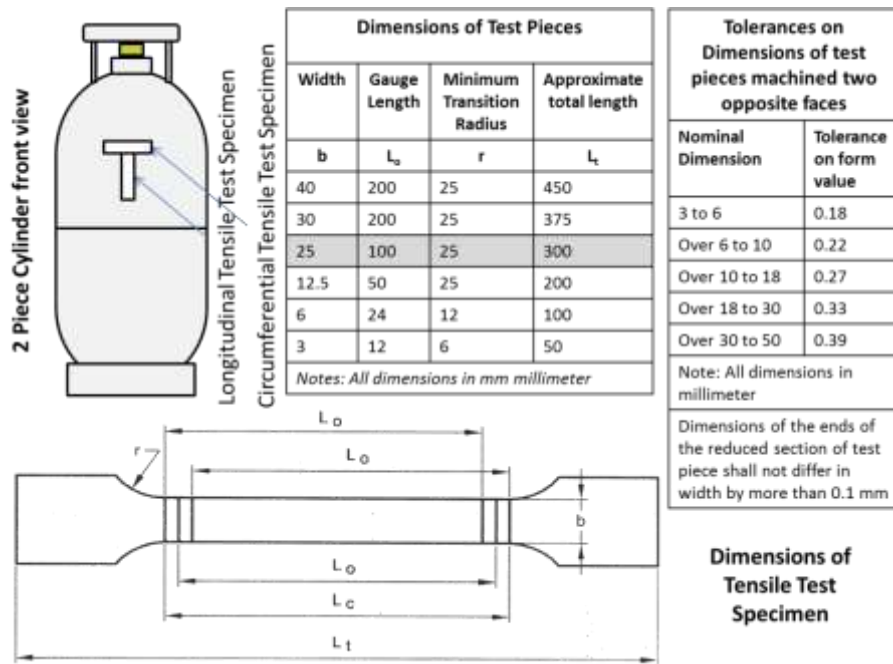 2 Piece Cylinder front view
Longitudinal Tensile Test Specimen
Circumferential Tensile Test Specimen
Dimensions of Test Pieces
Width Gauge Length Minimum Transition Radius Approximate total length
b Lₒ r Lₜ
40 200 25 450
30 200 25 375
25 100 25 300
12.5 50 25 200
6 24 12 100
3 12 6 50
Notes: All dimensions in mm millimeter
Tolerances on
Dimensions of test
pieces machined two
opposite faces
Nominal Dimension Tolerance on form value
3 to 6 0.18
Over 6 to 10 0.22
Over 10 to 18 0.27
Over 18 to 30 0.33
Over 30 to 50 0.39
Note: All dimensions in
millimeter
Dimensions of the ends of
the reduced section of test
piece shall not differ in
width by more than 0.1 mm
L o
r
L o
b
L o
L c
L t
Dimensions of
Tensile Test
Specimen